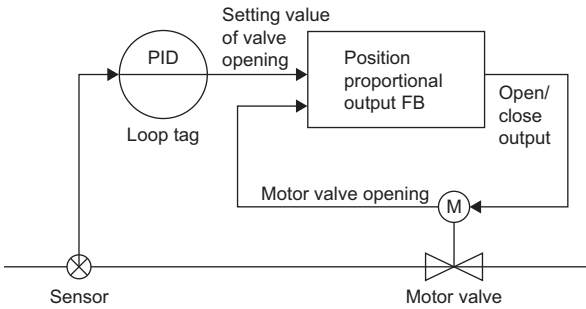 Setting value
of valve
opening
PID
Loop tag
Position
proportional
output FB
Open/
close
output
Motor valve opening
M
Sensor
Motor valve